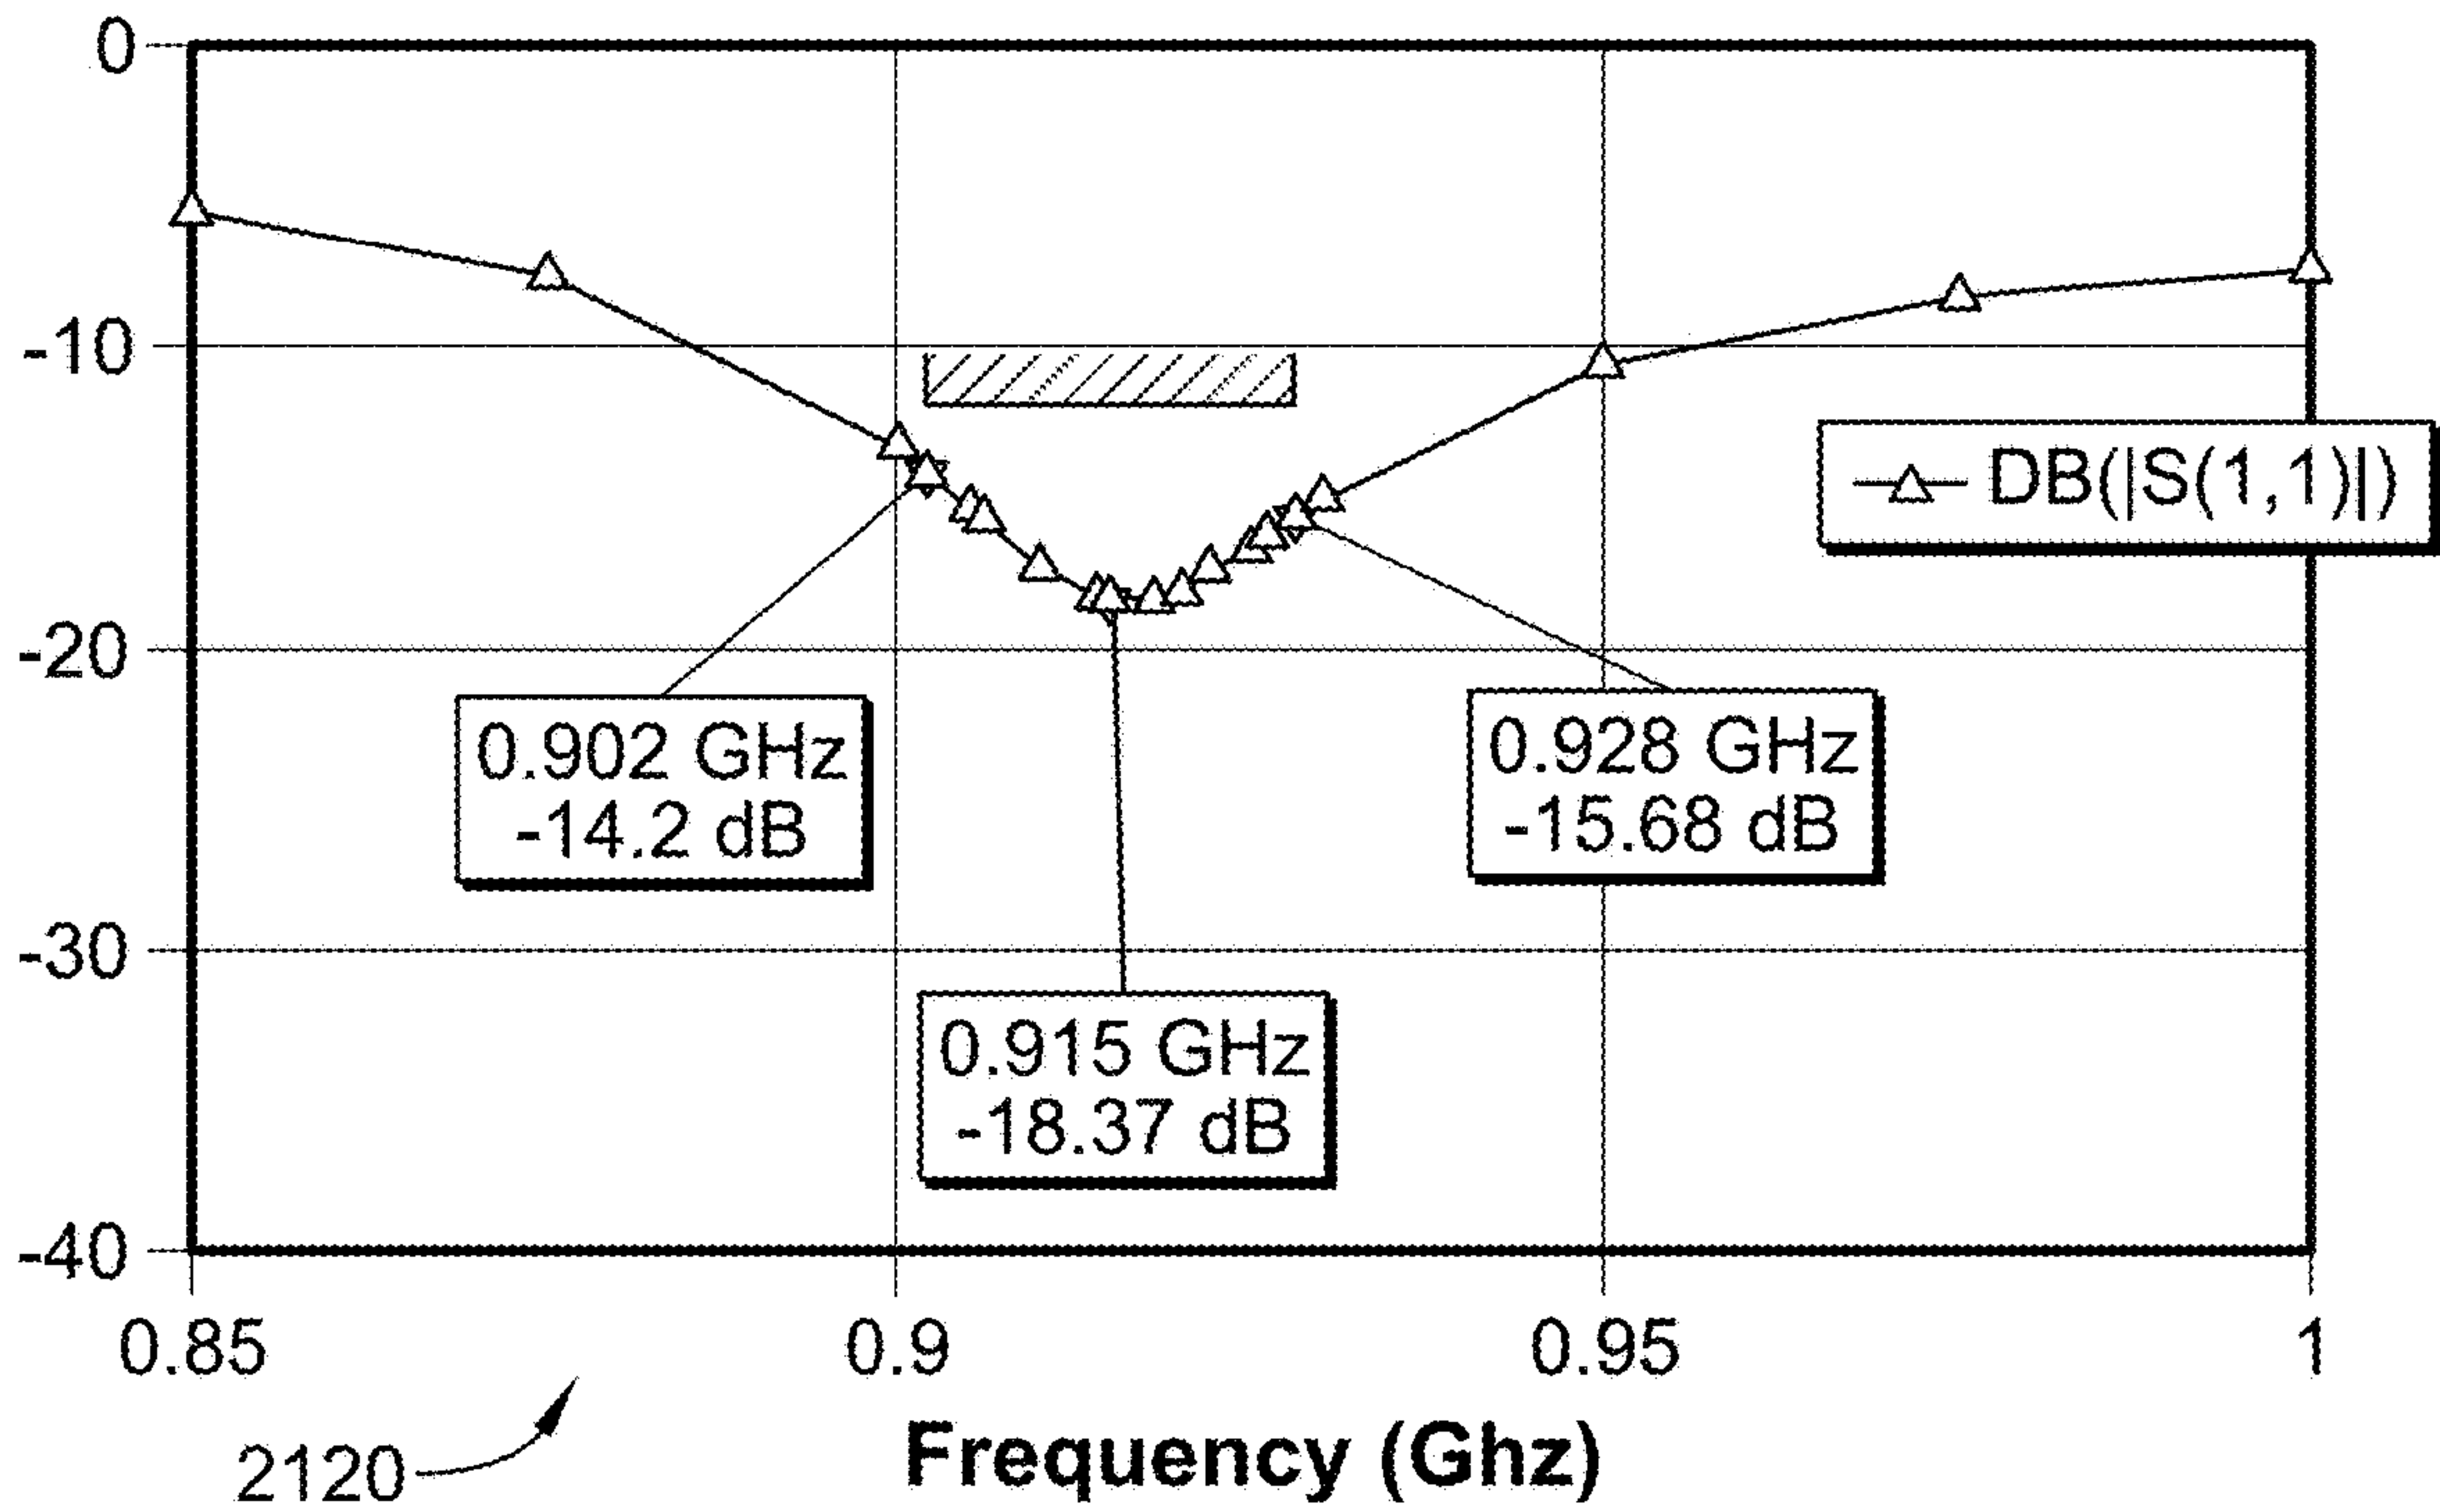 0
-10
-20
-30
-40
DB(|S(1,1)|)
0.902 GHz
-14.2 dB
0.928 GHz
-15.68 dB
0.915 GHz
-18.37 dB
0.85
0.9
0.95
1
Frequency (Ghz)
2120